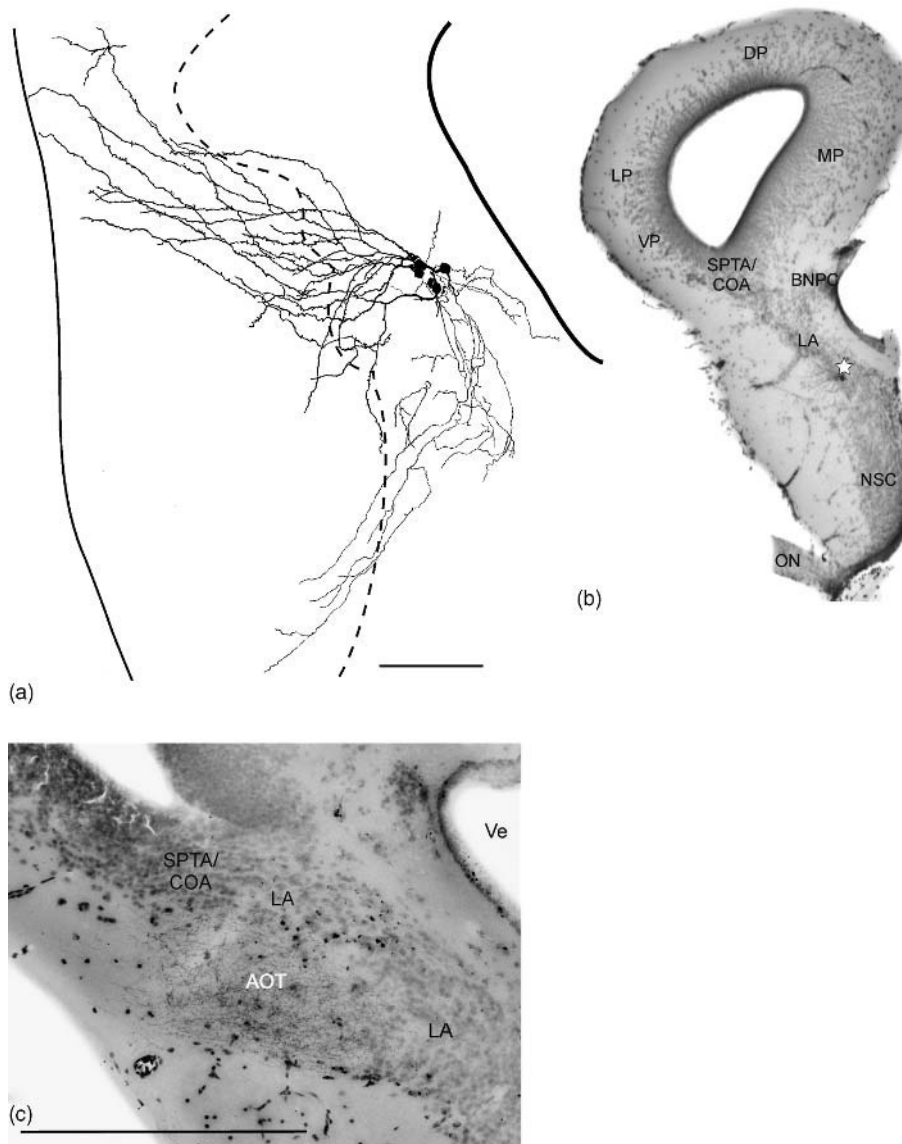 (a)
DP
MP
LP
VP
SPTA/
COA
BNPC
LA
NSC
ON
(b)
Ve
SPTA/
COA
LA
AOT
LA
(c)